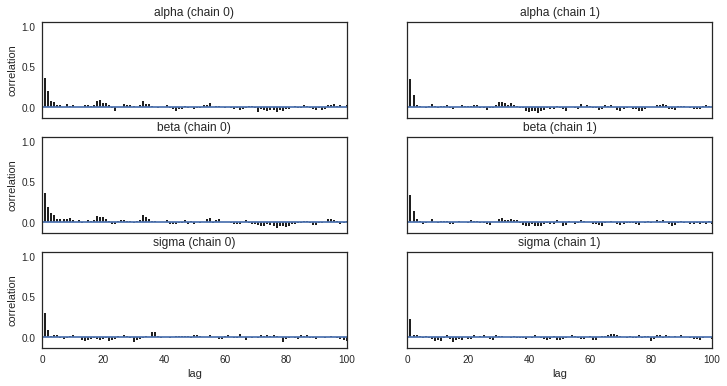 alpha (chain 0)
alpha (chain 1)
1.0
0.5
0.0
correlation
beta (chain 0)
beta (chain 1)
1.0
0.5
0.0
correlation
sigma (chain 0)
sigma (chain 1)
1.0
0.5
0.0
correlation
0 20 40 60 80 100
0 20 40 60 80 100
lag
lag